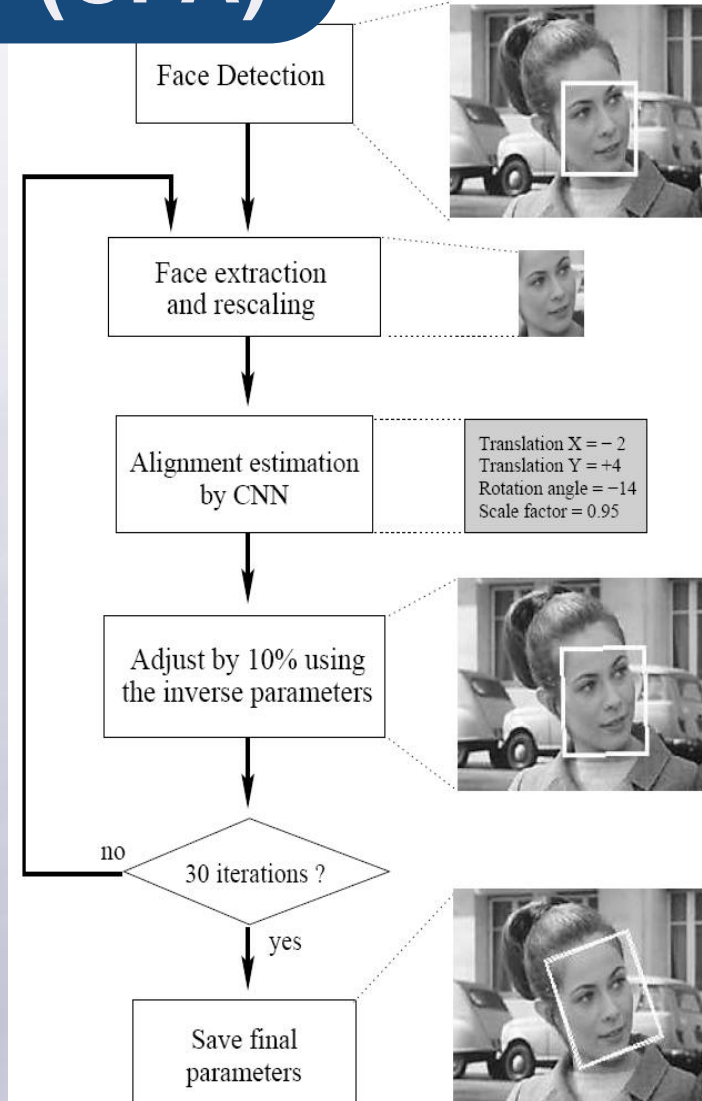 Face Detection
Face extraction
and rescaling
Alignment estimation
by CNN
Translation X = − 2
Translation Y = +4
Rotation angle = −14
Scale factor = 0.95
Adjust by 10% using
the inverse parameters
30 iterations ?
no
yes
Save final
parameters